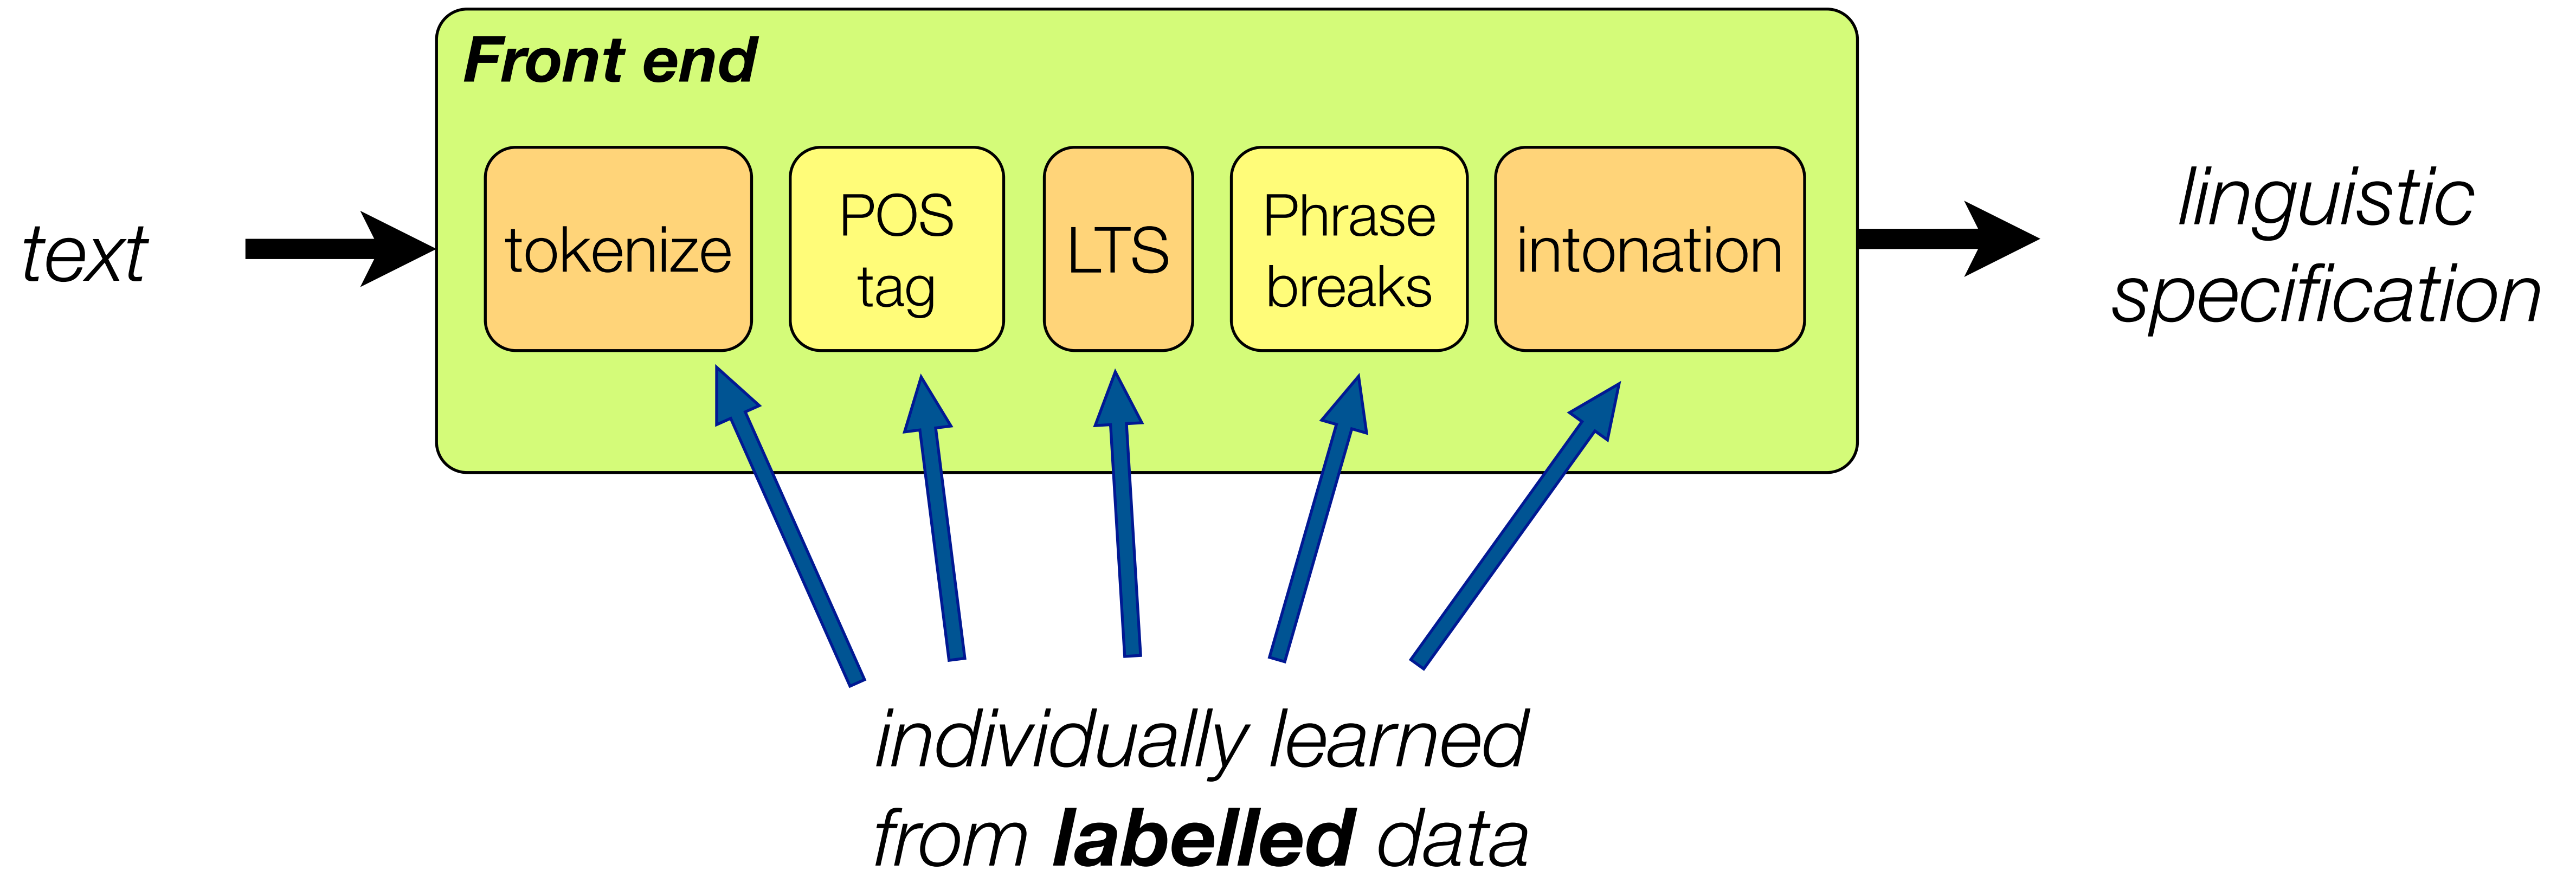 Front end
text
tokenize
POS
tag
LTS
Phrase
breaks
intonation
linguistic
specification
individually learned
from labelled data